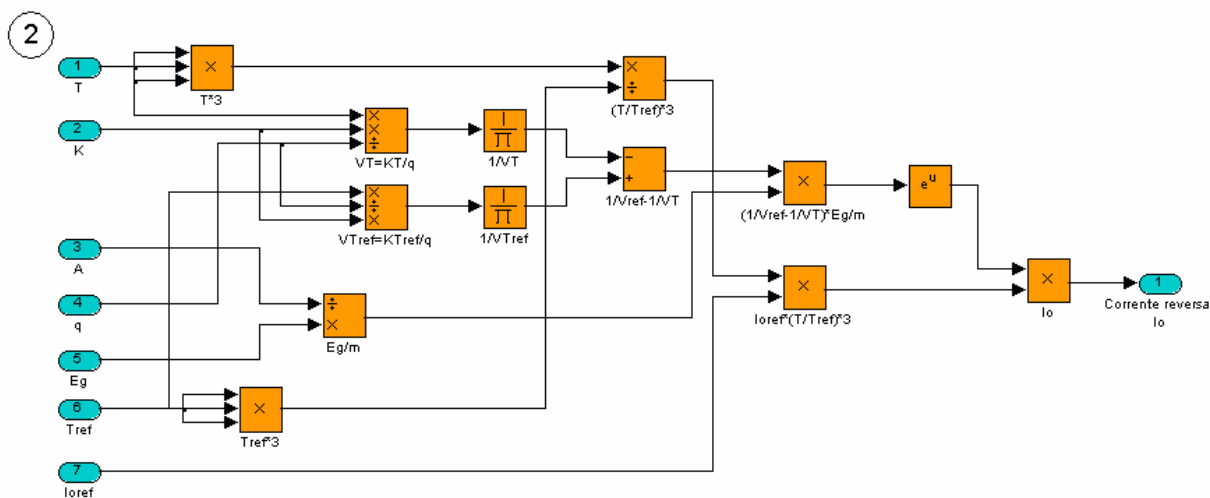 2
1
T
2
K
3
A
4
q
5
Eg
6
Tref
7
Ioref
×
T*3
×
×
÷
VT=KT/q
×
÷
×
VTref=KTref/q
1
∏
1/VT
1
∏
1/VTref
÷
×
Eg/m
×
Tref*3
×
÷
(T/Tref)*3
−
+
1/Vref-1/VT
×
(1/Vref-1/VT)*Eg/m
e^u
×
Ioref*(T/Tref)*3
×
Io
1
Corrente reversa
Io